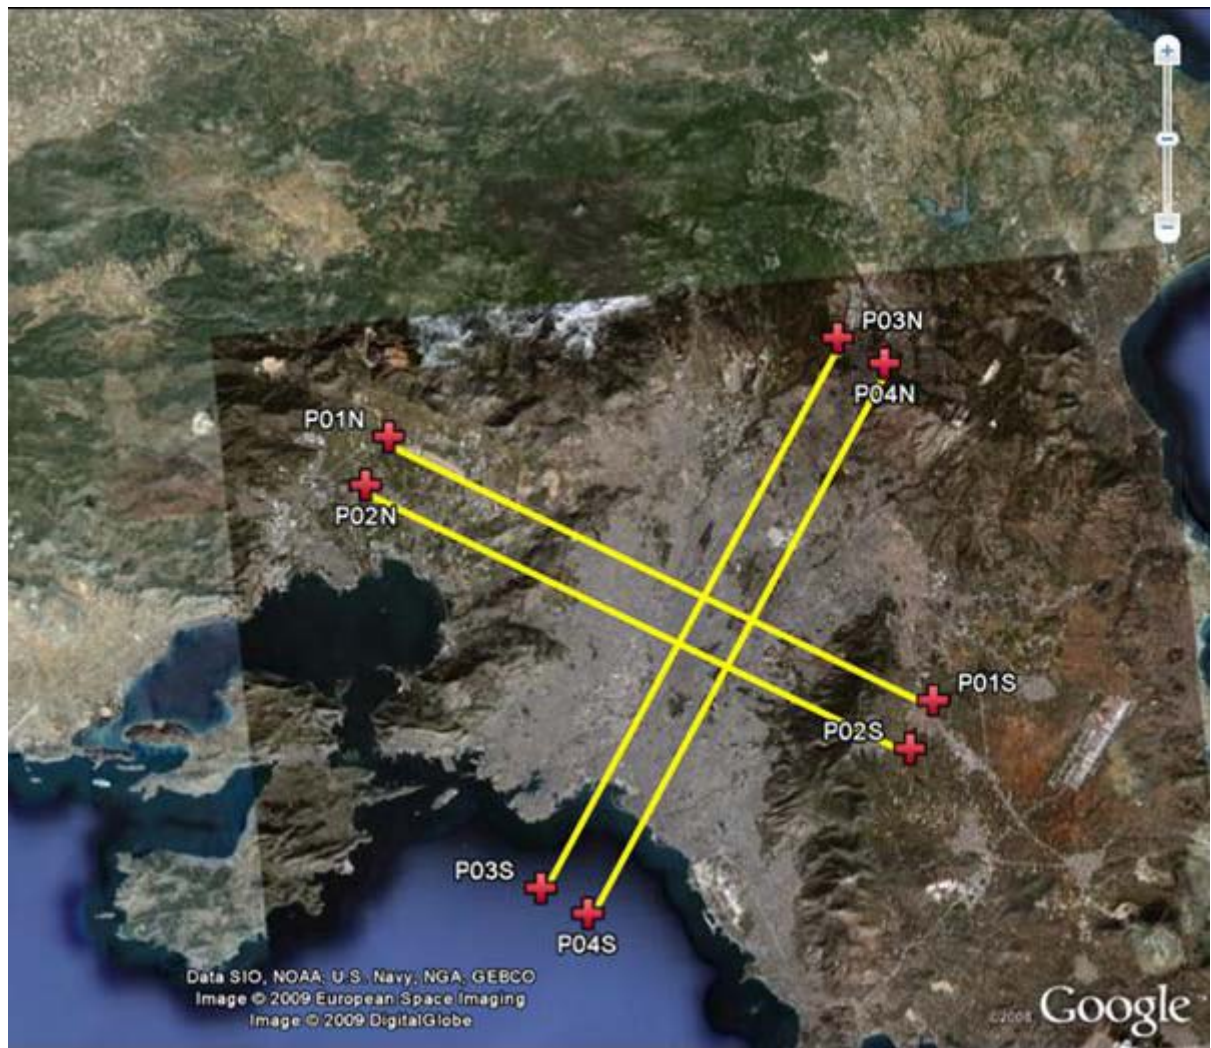 P03N
P04N
P01N
P02N
P01S
P02S
P03S
P04S
Data SIO, NOAA, U.S. Navy, NGA, GEBCO
Image © 2009 European Space Imaging
Image © 2009 DigitalGlobe
©2008 Google